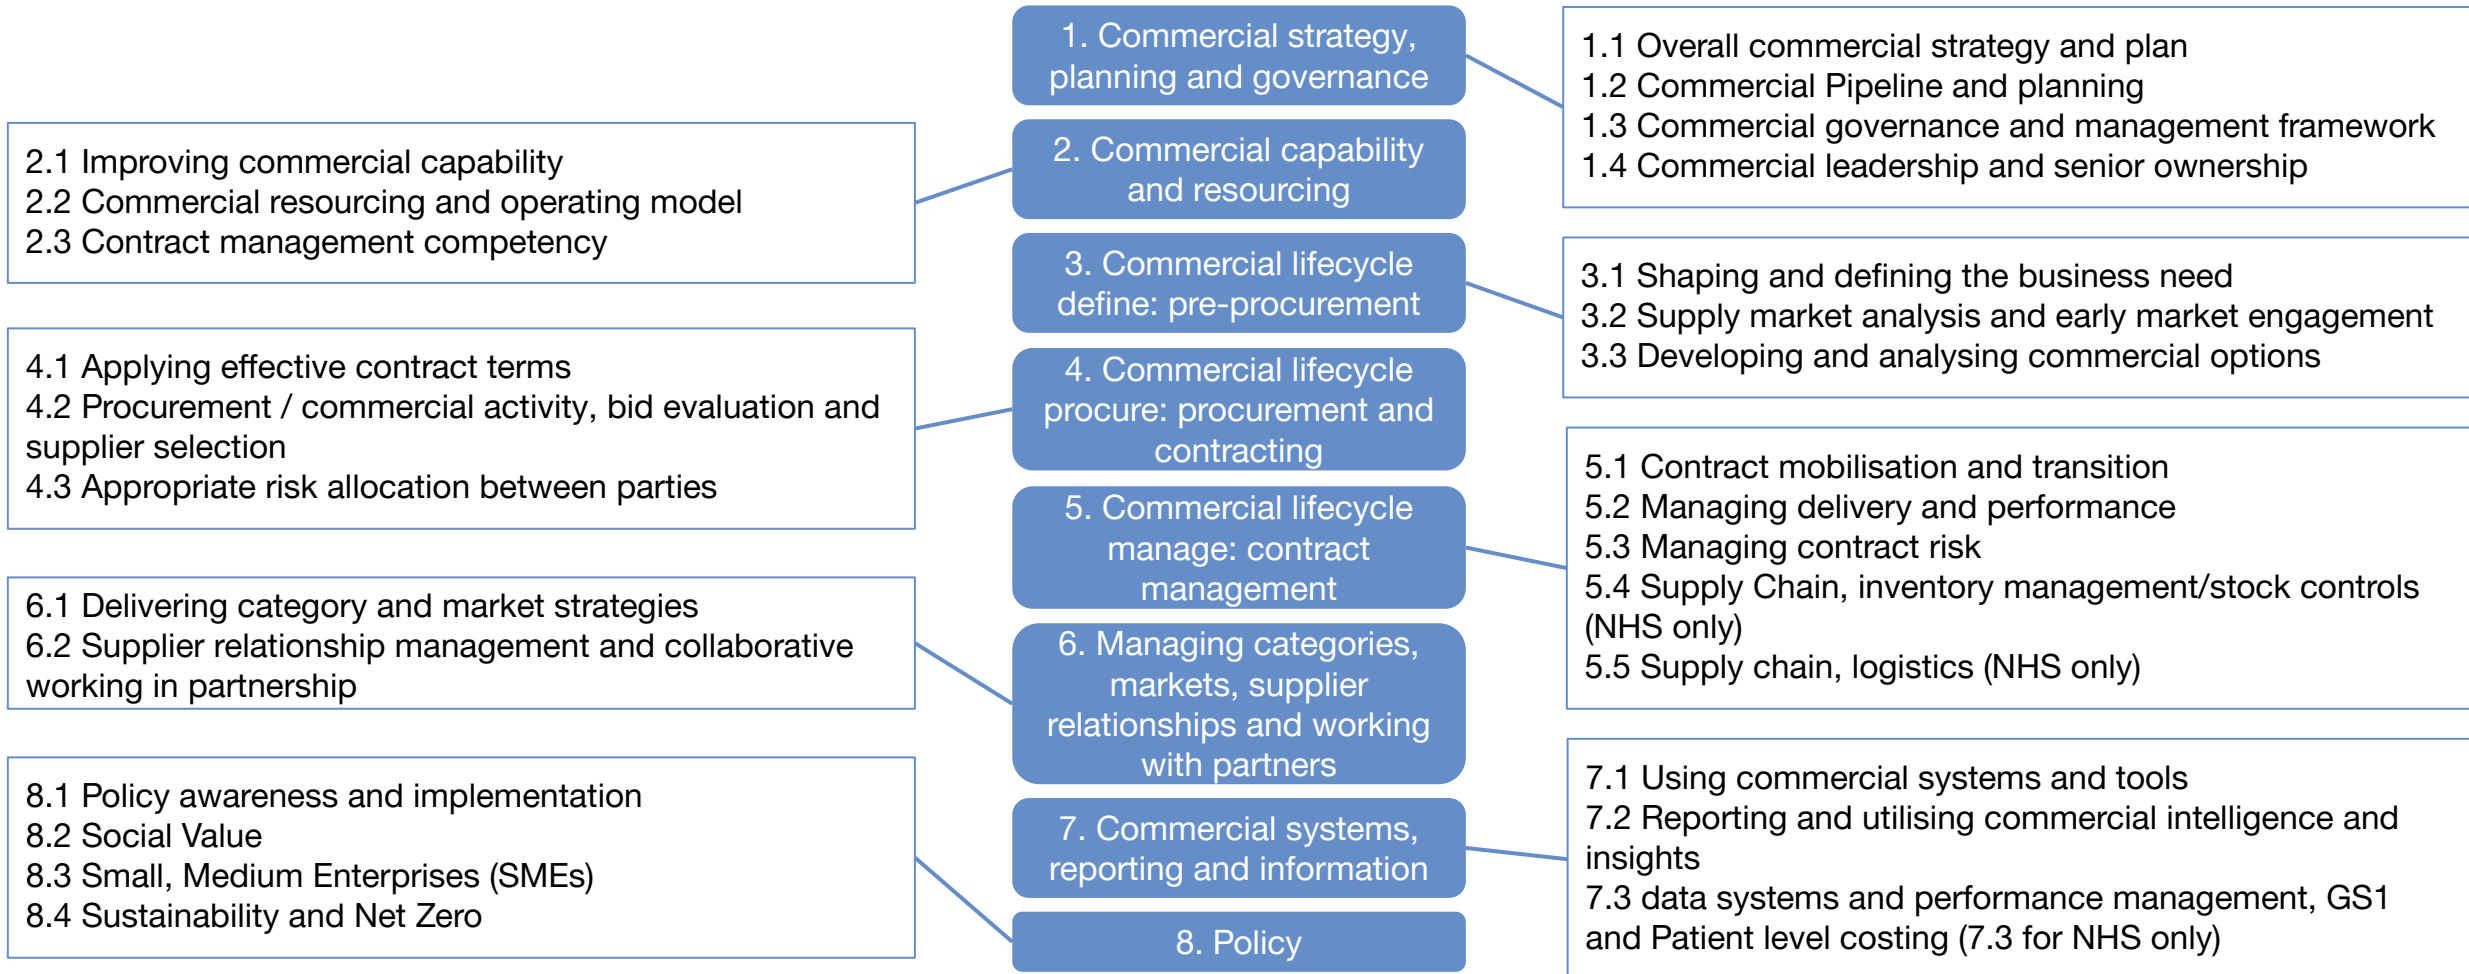 1. Commercial strategy,
planning and governance
1.1 Overall commercial strategy and plan
1.2 Commercial Pipeline and planning
1.3 Commercial governance and management framework
1.4 Commercial leadership and senior ownership
2. Commercial capability
and resourcing
2.1 Improving commercial capability
2.2 Commercial resourcing and operating model
2.3 Contract management competency
3. Commercial lifecycle
define: pre-procurement
3.1 Shaping and defining the business need
3.2 Supply market analysis and early market engagement
3.3 Developing and analysing commercial options
4. Commercial lifecycle
procure: procurement and
contracting
4.1 Applying effective contract terms
4.2 Procurement / commercial activity, bid evaluation and
supplier selection
4.3 Appropriate risk allocation between parties
5. Commercial lifecycle
manage: contract
management
5.1 Contract mobilisation and transition
5.2 Managing delivery and performance
5.3 Managing contract risk
5.4 Supply Chain, inventory management/stock controls
(NHS only)
5.5 Supply chain, logistics (NHS only)
6. Managing categories,
markets, supplier
relationships and working
with partners
6.1 Delivering category and market strategies
6.2 Supplier relationship management and collaborative
working in partnership
7. Commercial systems,
reporting and information
7.1 Using commercial systems and tools
7.2 Reporting and utilising commercial intelligence and
insights
7.3 data systems and performance management, GS1
and Patient level costing (7.3 for NHS only)
8. Policy
8.1 Policy awareness and implementation
8.2 Social Value
8.3 Small, Medium Enterprises (SMEs)
8.4 Sustainability and Net Zero